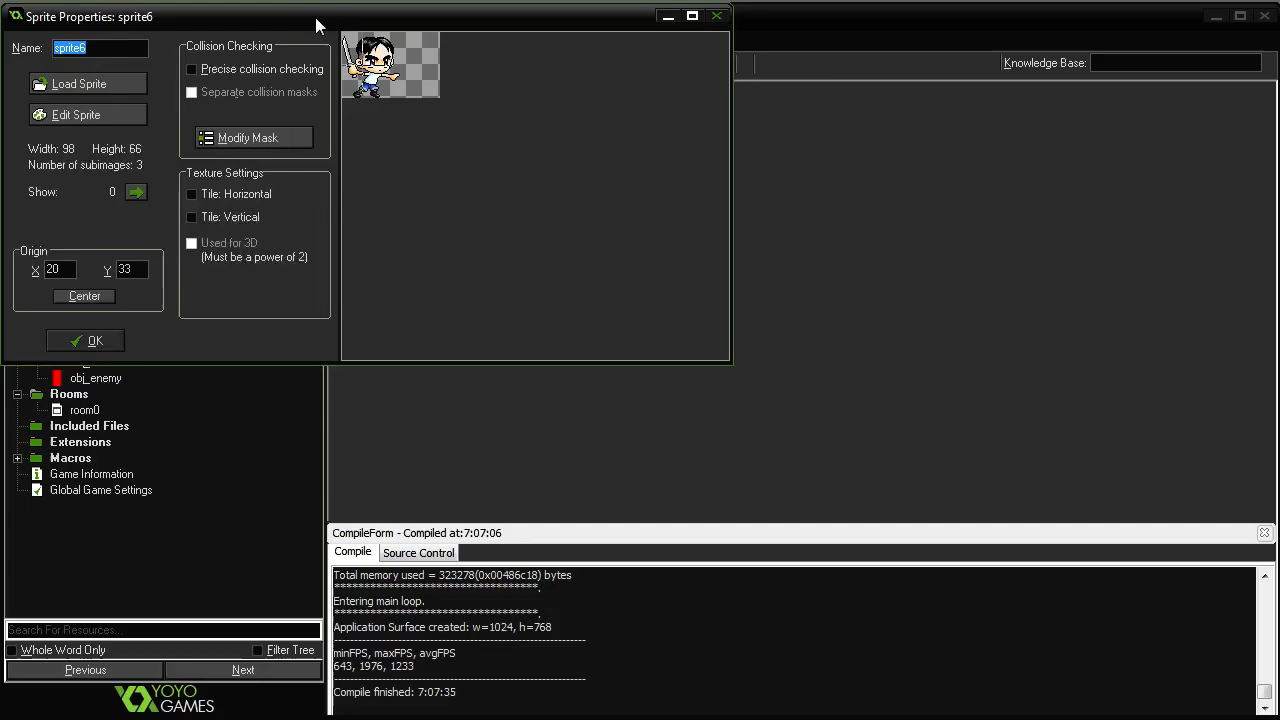 Sprite Properties: sprite6
Name: sprite6
Load Sprite
Edit Sprite
Width: 98 Height: 66
Number of subimages: 3
Show: 0
Origin
X 20 Y 33
Center
OK
Collision Checking
Precise collision checking
Separate collision masks
Modify Mask
Texture Settings
Tile: Horizontal
Tile: Vertical
Used for 3D
(Must be a power of 2)
Knowledge Base:
obj_enemy
Rooms
room0
Included Files
Extensions
Macros
Game Information
Global Game Settings
Search For Resources...
Whole Word Only Filter Tree
Previous Next
YOYO
GAMES
CompileForm - Compiled at:7:07:06
Compile Source Control
Total memory used = 323278(0x00486c18) bytes
***********************************.
Entering main loop.
***********************************.
Application Surface created: w=1024, h=768
-------------------------------------------------------
minFPS, maxFPS, avgFPS
643, 1976, 1233
-------------------------------------------------------
Compile finished: 7:07:35